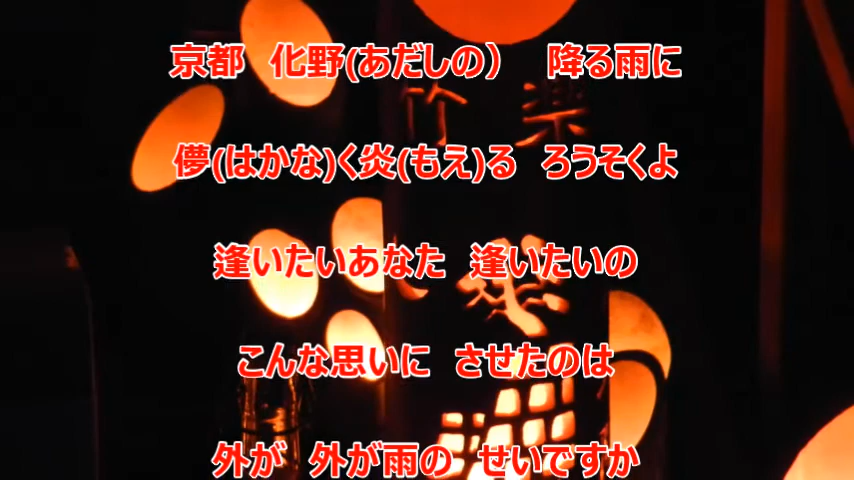 竹楽
京都　化野(あだしの）　降る雨に
儚(はかな)く炎(もえ)る　ろうそくよ
逢いたいあなた　逢いたいの
こんな思いに　させたのは
外が　外が雨の　せいですか